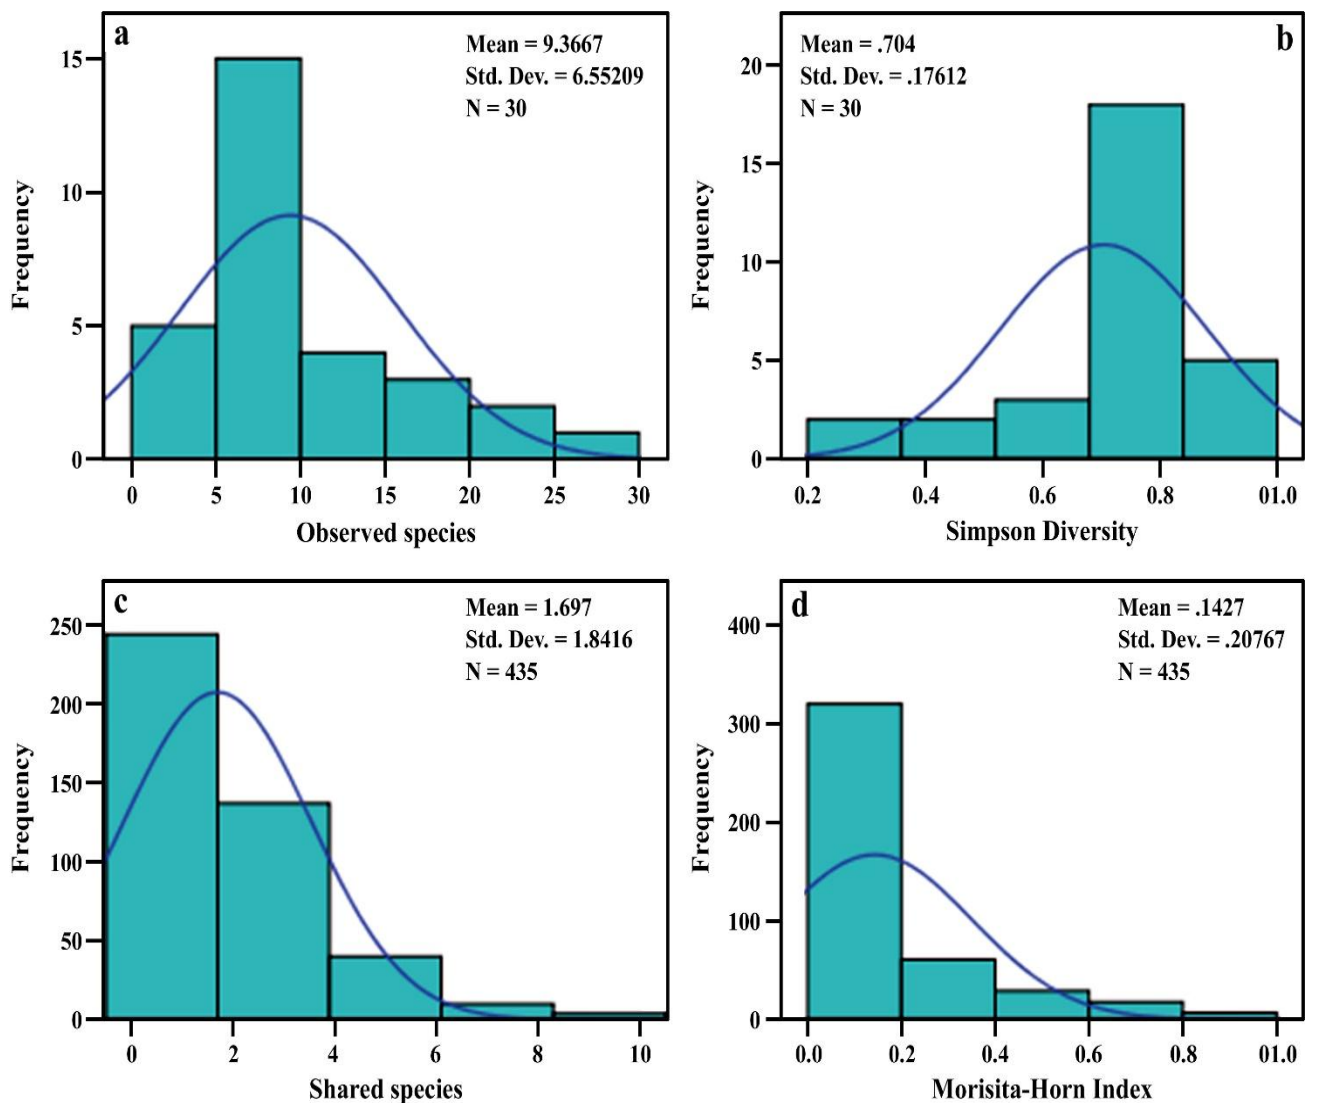 a
Mean = 9.3667
Std. Dev. = 6.55209
N = 30
Frequency
15
10
5
0
0 5 10 15 20 25 30
Observed species
b
Mean = .704
Std. Dev. = .17612
N = 30
Frequency
20
15
10
5
0
0.2 0.4 0.6 0.8 01.0
Simpson Diversity
c
Mean = 1.697
Std. Dev. = 1.8416
N = 435
Frequency
250
200
150
100
50
0
0 2 4 6 8 10
Shared species
d
Mean = .1427
Std. Dev. = .20767
N = 435
Frequency
400
300
200
100
0
0.0 0.2 0.4 0.6 0.8 01.0
Morisita-Horn Index